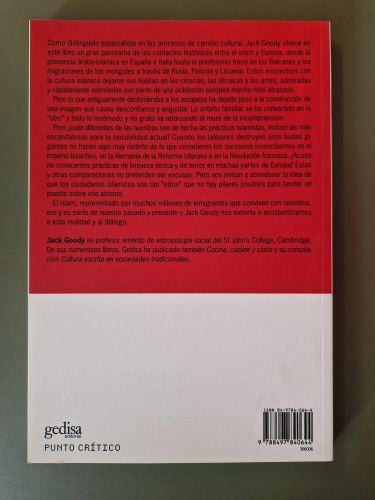 Como distinguido especialista en los procesos de cambio cultural, Jack Goody ofrece en
este libro un gran panorama de los contactos históricos entre el Islam y Europa, desde la
presencia árabe-islámica en España e Italia hasta el predominio turco en los Balcanes y las
migraciones de los mongoles a través de Rusia, Polonia y Lituania. Estos encuentros con
la cultura islámica dejaron sus huellas en las ciencias, las técnicas y las artes, admiradas
y rápidamente asimiladas por parte de una población europea mucho más atrasada.
Pero lo que antiguamente deslumbraba a los europeos ha dejado paso a la construcción de
una imagen que causa desconfianza y angustia. Lo antaño familiar se ha convertido en lo
"otro" y todo lo incómodo y no grato va reforzando el muro de la incomprensión.
Pero ¿cuán diferentes de las nuestras son de hecho las prácticas islamistas, incluso las más
escandalosas para la sensibilidad actual? Cuando los talibanes destruyen unos budas gi-
gantes no hacen algo muy distinto de lo que cometieron los sucesivos iconoclasmos en el
imperio bizantino, en la Alemania de la Reforma luterana o en la Revolución francesa. ¿Acaso
no conocemos prácticas de limpieza étnica y de terror en muchas partes de Europa? Éstas
y otras comparaciones no pretenden ser excusas. Pero nos invitan a abandonar la idea de
que los ciudadanos islámicos son tan "otros" que no hay pilares posibles para tender un
puente sobre ese abismo.
El Islam, representado por muchos millones de inmigrantes que conviven con nosotros,
era y es parte de nuestro pasado y presente y Jack Goody nos exhorta a acostumbrarnos
a esta realidad y al diálogo.
Jack Goody es profesor emérito de antropología social del St John's College, Cambridge.
De sus numerosos libros, Gedisa ha publicado también Cocina, cuisine y clase y su compi-
lación Cultura escrita en sociedades tradicionales.
gedisa
editorial
PUNTO CRÍTICO
ISBN 84-9784-064-X
9 788497 840644